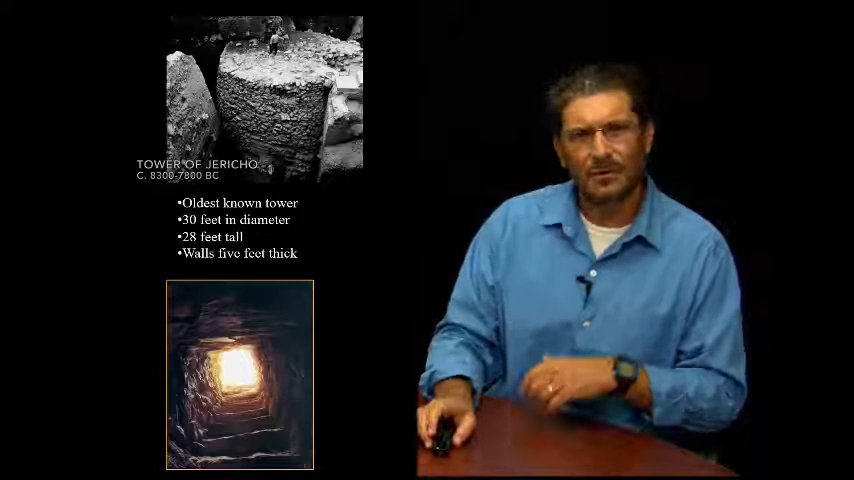 TOWER OF JERICHO
C. 8300-7800 BC
•Oldest known tower
•30 feet in diameter
•28 feet tall
•Walls five feet thick